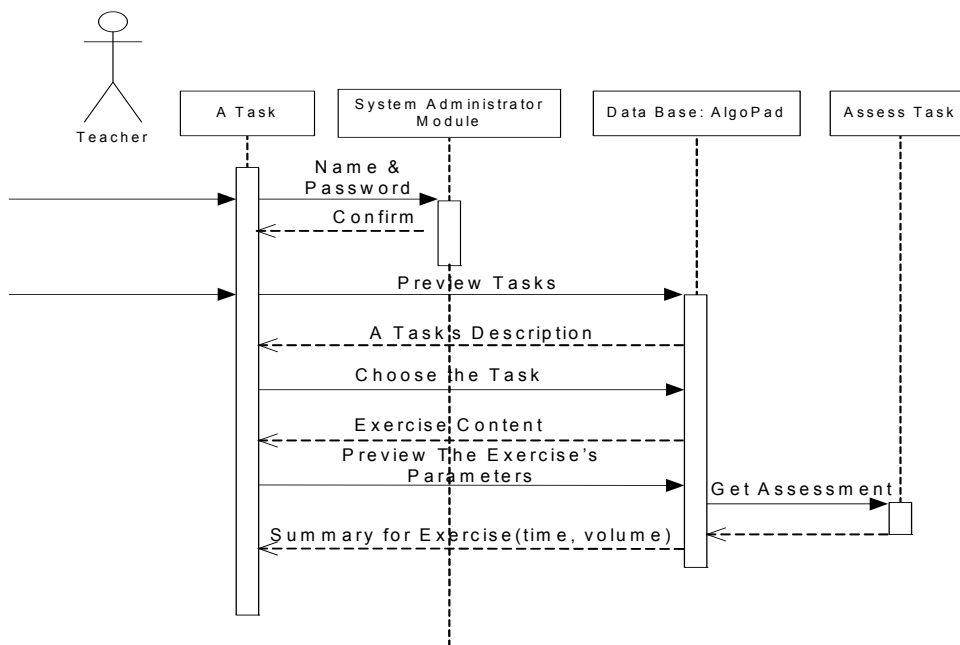 Teacher
A Task
System Administrator
Module
Data Base: AlgoPad
Assess Task
Name &
Password
Confirm
Preview Tasks
A Task's Description
Choose the Task
Exercise Content
Preview The Exercise's
Parameters
Get Assessment
Summary for Exercise(time, volume)